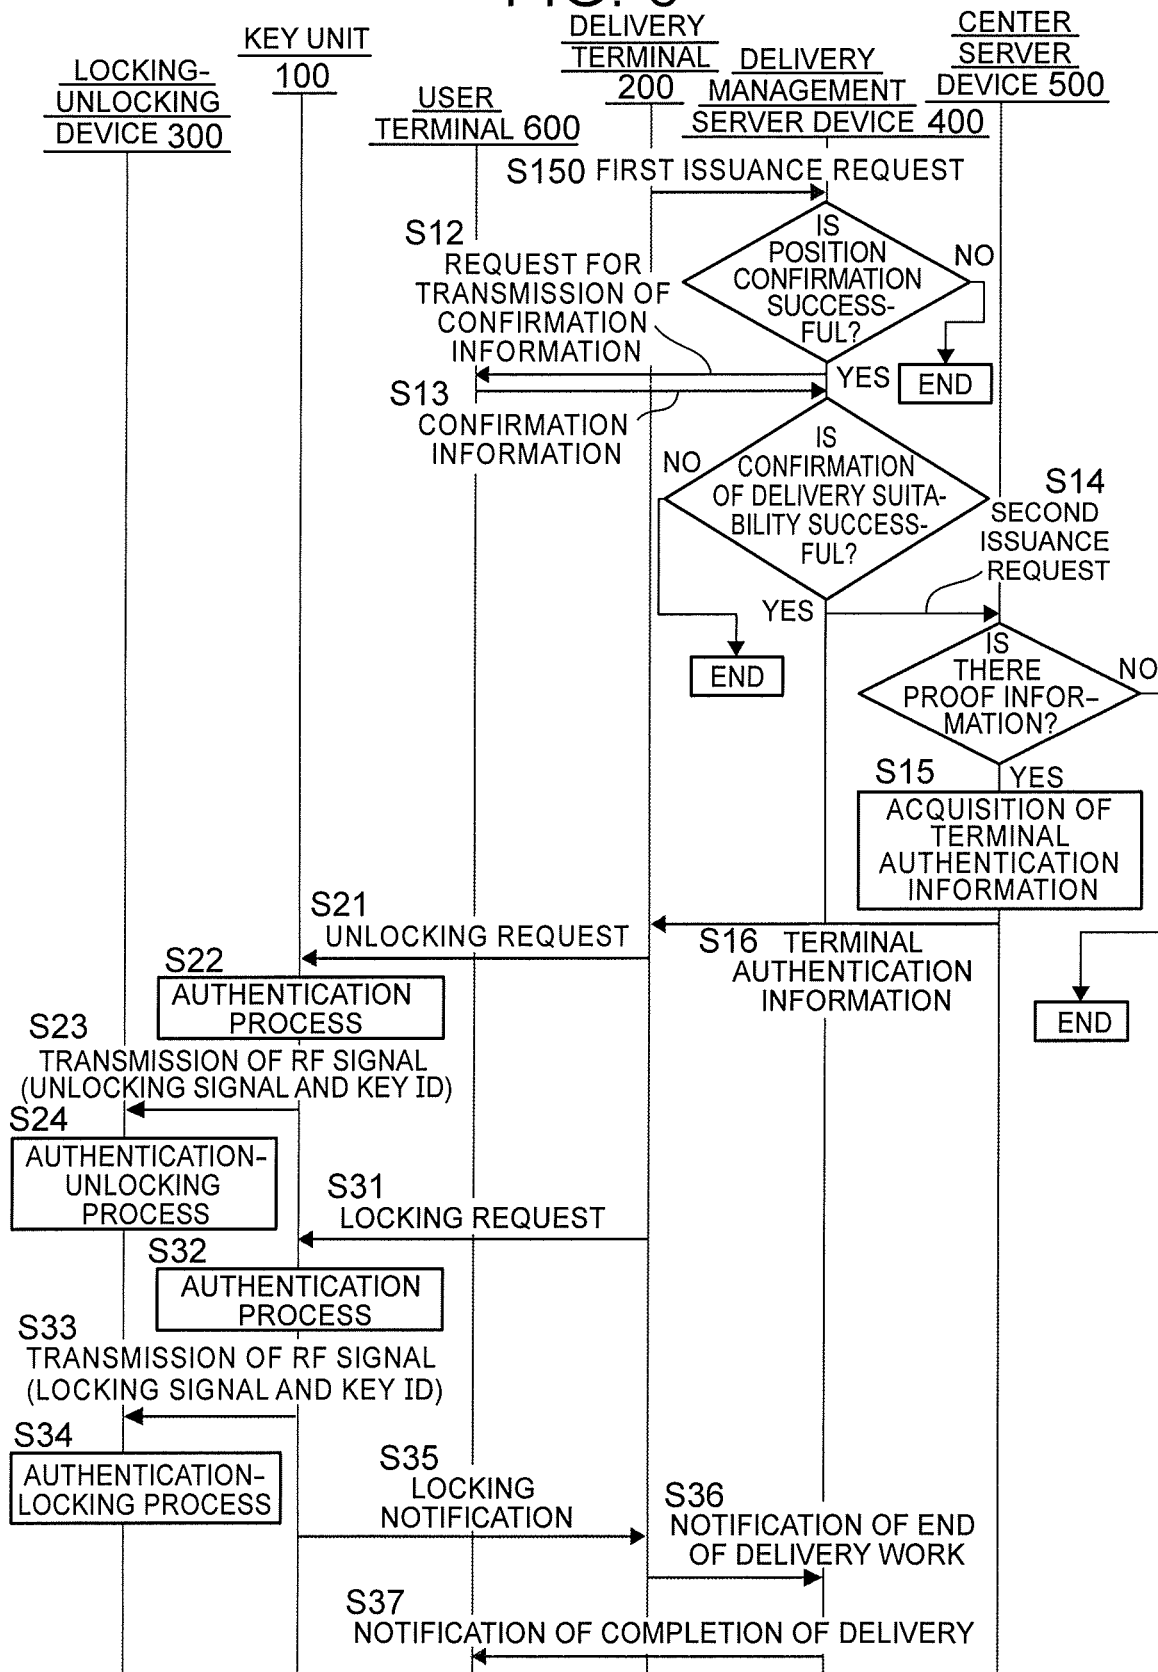 LOCKING-
UNLOCKING
DEVICE 300
KEY UNIT
100
USER
TERMINAL 600
DELIVERY
TERMINAL
200
DELIVERY
MANAGEMENT
SERVER DEVICE 400
CENTER
SERVER
DEVICE 500
S150 FIRST ISSUANCE REQUEST
IS
POSITION
CONFIRMATION
SUCCESS-
FUL?
NO
END
YES
S12
REQUEST FOR
TRANSMISSION OF
CONFIRMATION
INFORMATION
S13
CONFIRMATION
INFORMATION
IS
CONFIRMATION
OF DELIVERY SUITA-
BILITY SUCCESS-
FUL?
NO
END
YES
S14
SECOND
ISSUANCE
REQUEST
IS
THERE
PROOF INFOR-
MATION?
NO
YES
S15
ACQUISITION OF
TERMINAL
AUTHENTICATION
INFORMATION
S16 TERMINAL
AUTHENTICATION
INFORMATION
END
S21
UNLOCKING REQUEST
S22
AUTHENTICATION
PROCESS
S23
TRANSMISSION OF RF SIGNAL
(UNLOCKING SIGNAL AND KEY ID)
S24
AUTHENTICATION-
UNLOCKING
PROCESS
S31
LOCKING REQUEST
S32
AUTHENTICATION
PROCESS
S33
TRANSMISSION OF RF SIGNAL
(LOCKING SIGNAL AND KEY ID)
S34
AUTHENTICATION-
LOCKING PROCESS
S35
LOCKING
NOTIFICATION
S36
NOTIFICATION OF END
OF DELIVERY WORK
S37
NOTIFICATION OF COMPLETION OF DELIVERY